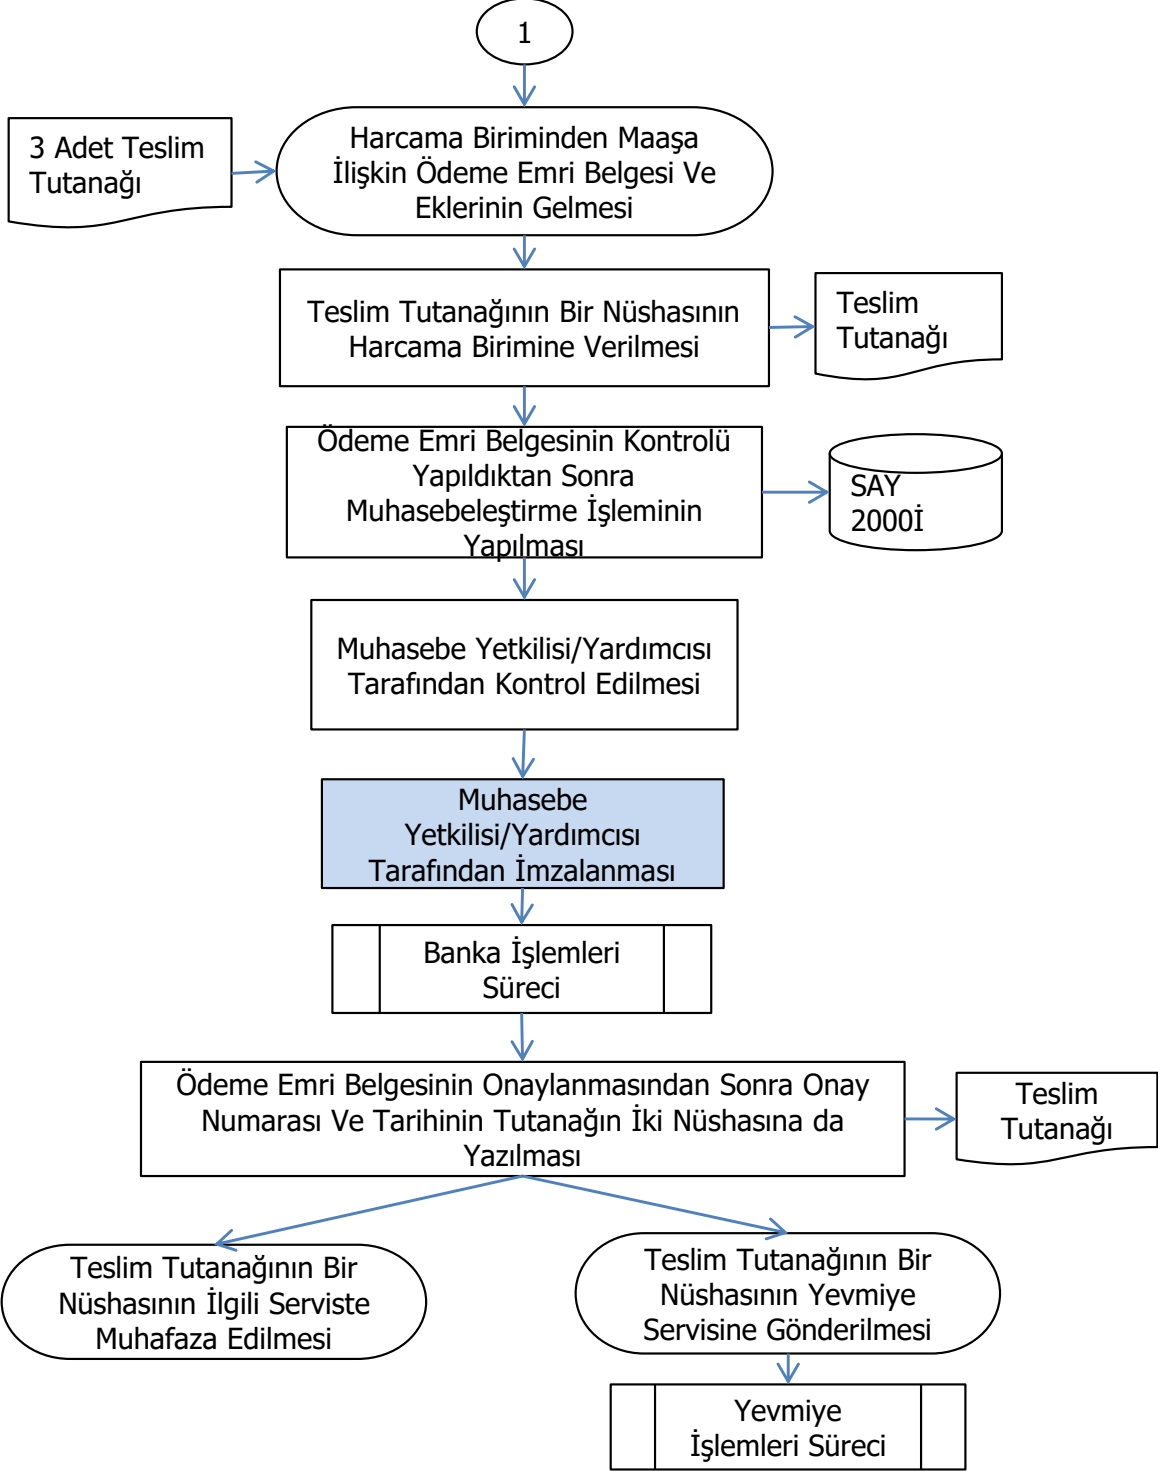 1
3 Adet Teslim
Tutanağı
Harcama Biriminden Maaşa
İlişkin Ödeme Emri Belgesi Ve
Eklerinin Gelmesi
Teslim Tutanağının Bir Nüshasının
Harcama Birimine Verilmesi
Teslim
Tutanağı
Ödeme Emri Belgesinin Kontrolü
Yapıldıktan Sonra
Muhasebeleştirme İşleminin
Yapılması
SAY
2000İ
Muhasebe Yetkilisi/Yardımcısı
Tarafından Kontrol Edilmesi
Muhasebe
Yetkilisi/Yardımcısı
Tarafından İmzalanması
Banka İşlemleri
Süreci
Ödeme Emri Belgesinin Onaylanmasından Sonra Onay
Numarası Ve Tarihinin Tutanağın İki Nüshasına da
Yazılması
Teslim
Tutanağı
Teslim Tutanağının Bir
Nüshasının İlgili Serviste
Muhafaza Edilmesi
Teslim Tutanağının Bir
Nüshasının Yevmiye
Servisine Gönderilmesi
Yevmiye
İşlemleri Süreci